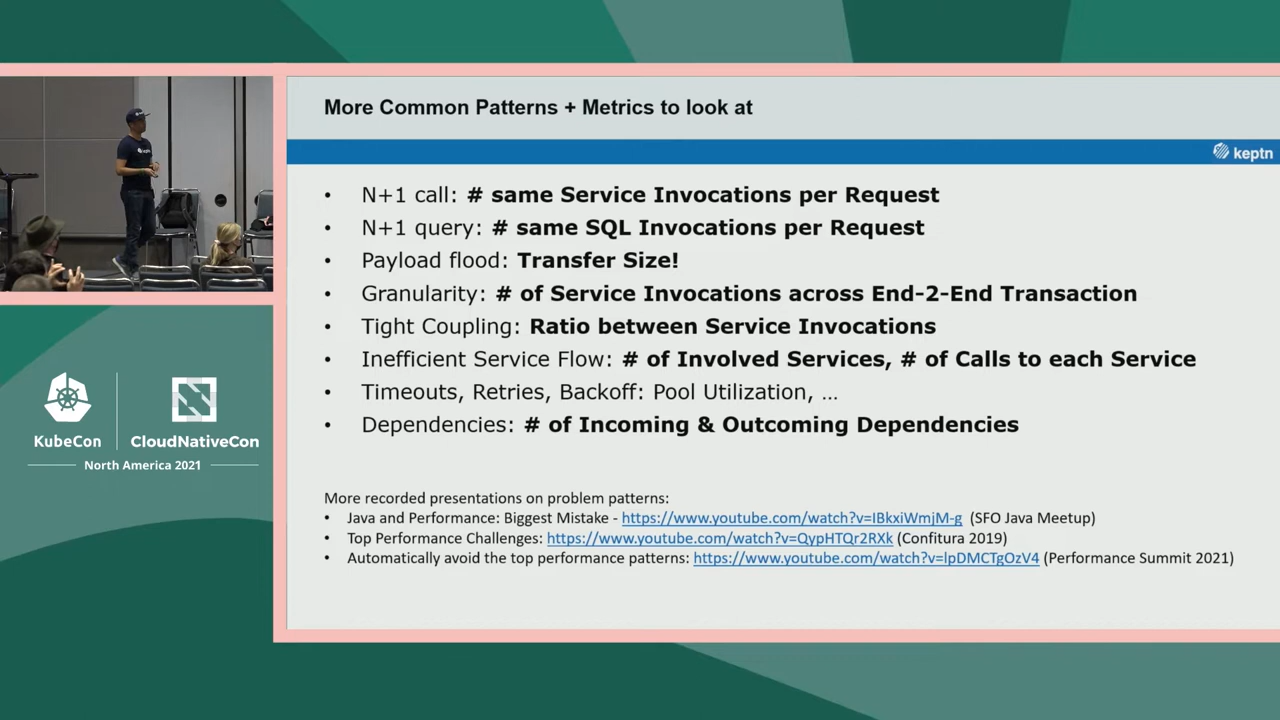 More Common Patterns + Metrics to look at
keptn
• N+1 call: # same Service Invocations per Request
• N+1 query: # same SQL Invocations per Request
• Payload flood: Transfer Size!
• Granularity: # of Service Invocations across End-2-End Transaction
• Tight Coupling: Ratio between Service Invocations
• Inefficient Service Flow: # of Involved Services, # of Calls to each Service
• Timeouts, Retries, Backoff: Pool Utilization, …
• Dependencies: # of Incoming & Outcoming Dependencies
More recorded presentations on problem patterns:
• Java and Performance: Biggest Mistake - https://www.youtube.com/watch?v=IBkxiWmjM-g (SFO Java Meetup)
• Top Performance Challenges: https://www.youtube.com/watch?v=QypHTQr2RXk (Confitura 2019)
• Automatically avoid the top performance patterns: https://www.youtube.com/watch?v=lpDMCTgOzV4 (Performance Summit 2021)
keptn
KubeCon
CloudNativeCon
North America 2021